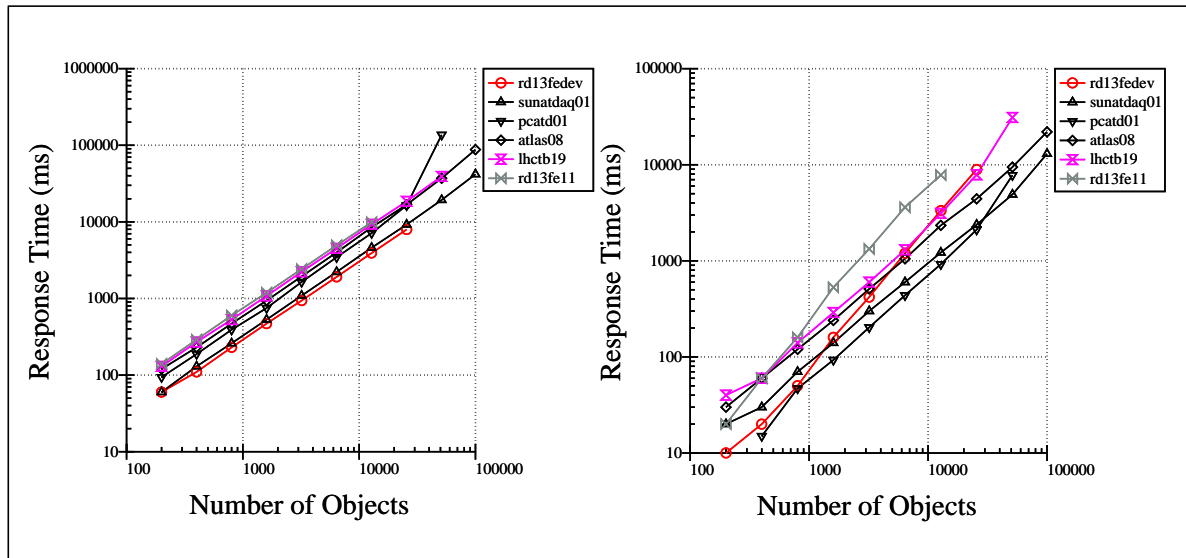 1000000
100000
10000
1000
100
10
Response Time (ms)
100
1000
10000
100000
Number of Objects
rd13fedev
sunatdaq01
pcatd01
atlas08
lhctb19
rd13fe11
100000
10000
1000
100
10
Response Time (ms)
100
1000
10000
100000
Number of Objects
rd13fedev
sunatdaq01
pcatd01
atlas08
lhctb19
rd13fe11